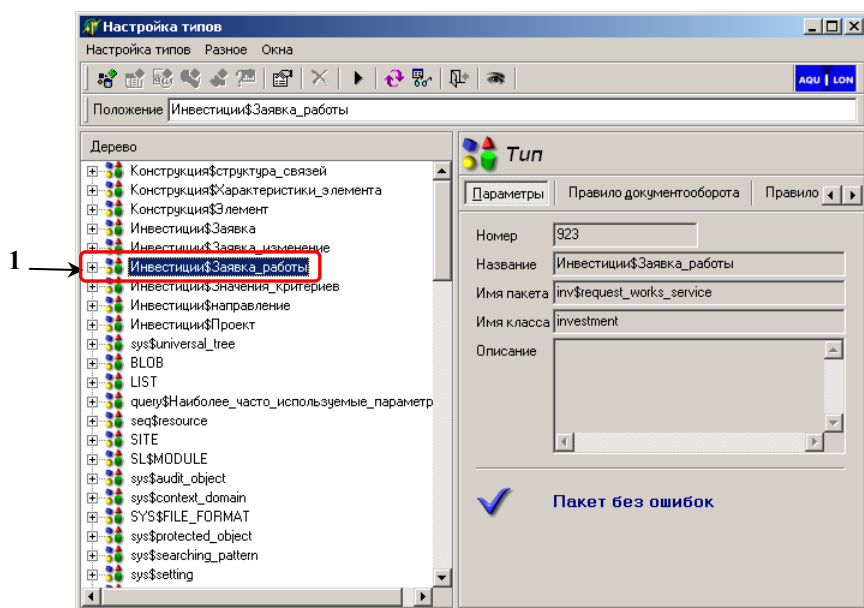 Настройка типов
Настройка типов Разное Окна
AQU LON
Положение Инвестиции$Заявка_работы
Дерево
Конструкция$структура_связей
Конструкция$Характеристики_элемента
Конструкция$Элемент
Инвестиции$Заявка
Инвестиции$Заявка_изменение
1
Инвестиции$Заявка_работы
Инвестиции$Значения_критериев
Инвестиции$направление
Инвестиции$Проект
sys$universal_tree
BLOB
LIST
query$Наиболее_часто_используемые_параметр
seq$resource
SITE
SL$MODULE
sys$audit_object
sys$context_domain
SYS$FILE_FORMAT
sys$protected_object
sys$searching_pattern
sys$setting
Тип
Параметры Правило документооборота Правило
Номер 923
Название Инвестиции$Заявка_работы
Имя пакета inv$request_works_service
Имя класса investment
Описание
Пакет без ошибок